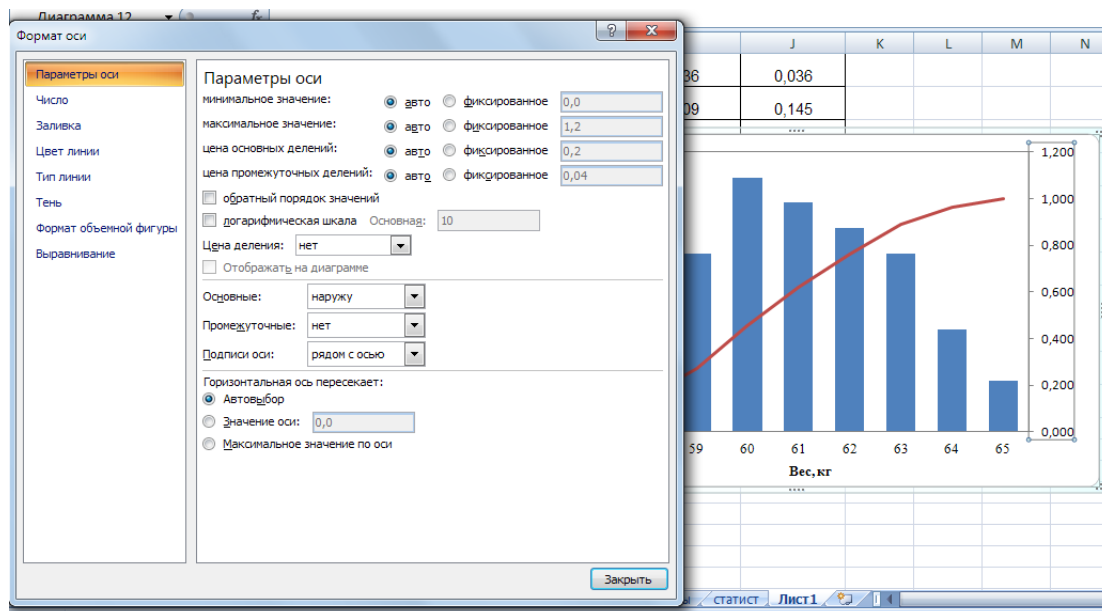 Диаграмма 12
fx
Формат оси
Параметры оси
Число
Заливка
Цвет линии
Тип линии
Тень
Формат объемной фигуры
Выравнивание
Параметры оси
минимальное значение: авто фиксированное 0,0
максимальное значение: авто фиксированное 1,2
цена основных делений: авто фиксированное 0,2
цена промежуточных делений: авто фиксированное 0,04
обратный порядок значений
логарифмическая шкала Основная: 10
Цена деления: нет
Отображать на диаграмме
Основные: наружу
Промежуточные: нет
Подписи оси: рядом с осью
Горизонтальная ось пересекает:
Автовыбор
Значение оси: 0,0
Максимальное значение по оси
Закрыть
J K L M N
36 0,036
09 0,145
1,200
1,000
0,800
0,600
0,400
0,200
0,000
59 60 61 62 63 64 65
Вес, кг
ы статист Лист1